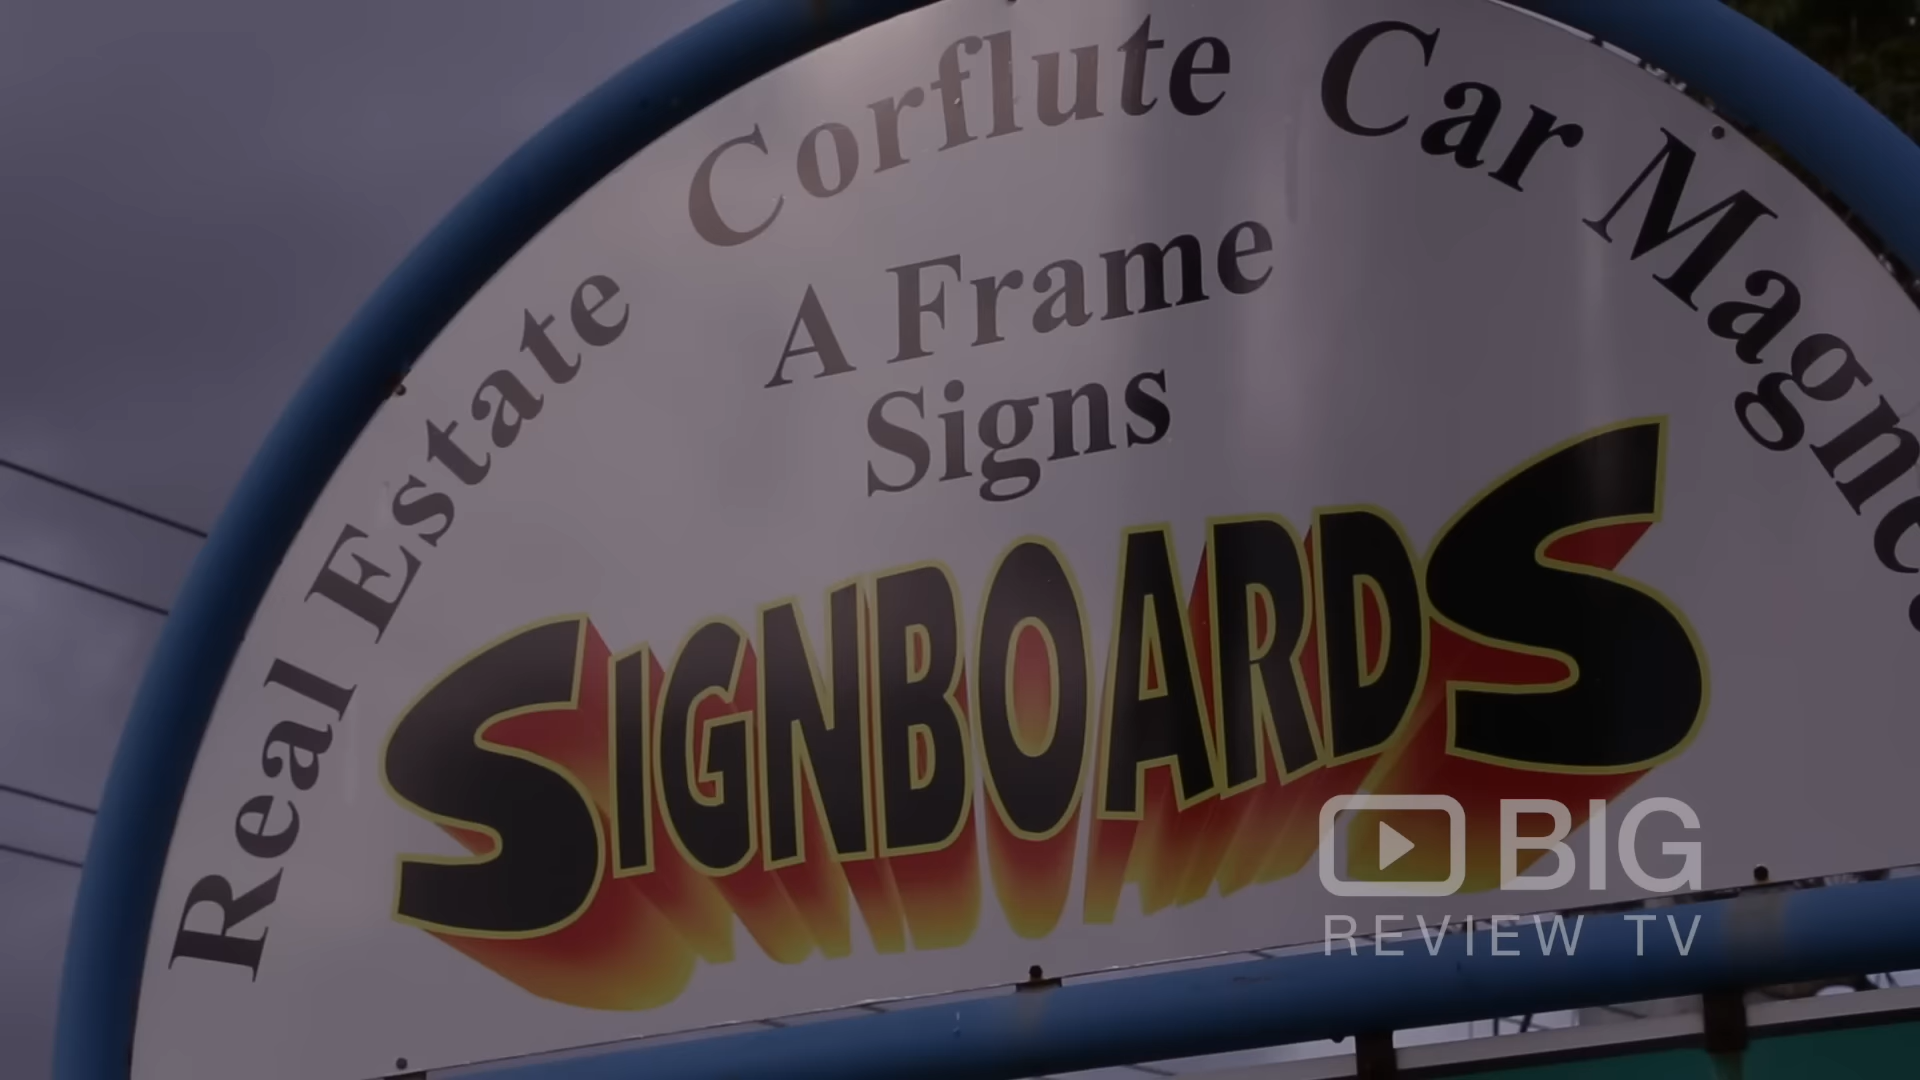 Real Estate Corflute Car
A Frame
Signs
SIGNBOARDS
BIG
REVIEW TV